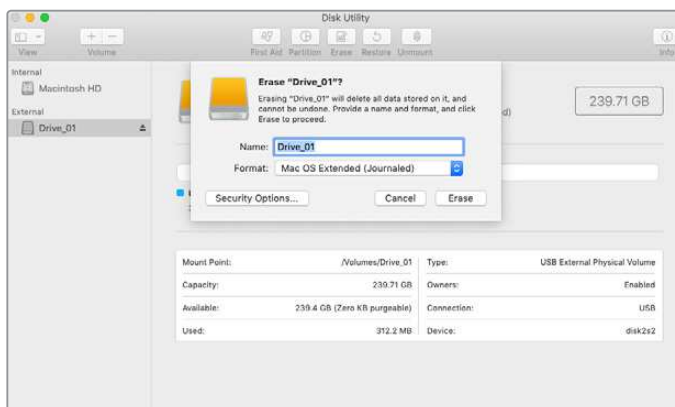 Disk Utility
View
Volume
First Aid
Partition
Erase
Restore
Unmount
Internal
Macintosh HD
External
Drive_01
Erase "Drive_01"?
Erasing "Drive_01" will delete all data stored on it, and
cannot be undone. Provide a name and format, and click
Erase to proceed.
Name: Drive_01
Format: Mac OS Extended (Journaled)
Security Options...
Cancel
Erase
239.71 GB
Mount Point: /Volumes/Drive_01
Type: USB External Physical Volume
Capacity: 239.71 GB
Owners: Enabled
Available: 239.4 GB (Zero KB purgeable)
Connection: USB
Used: 312.2 MB
Device: disk2s2